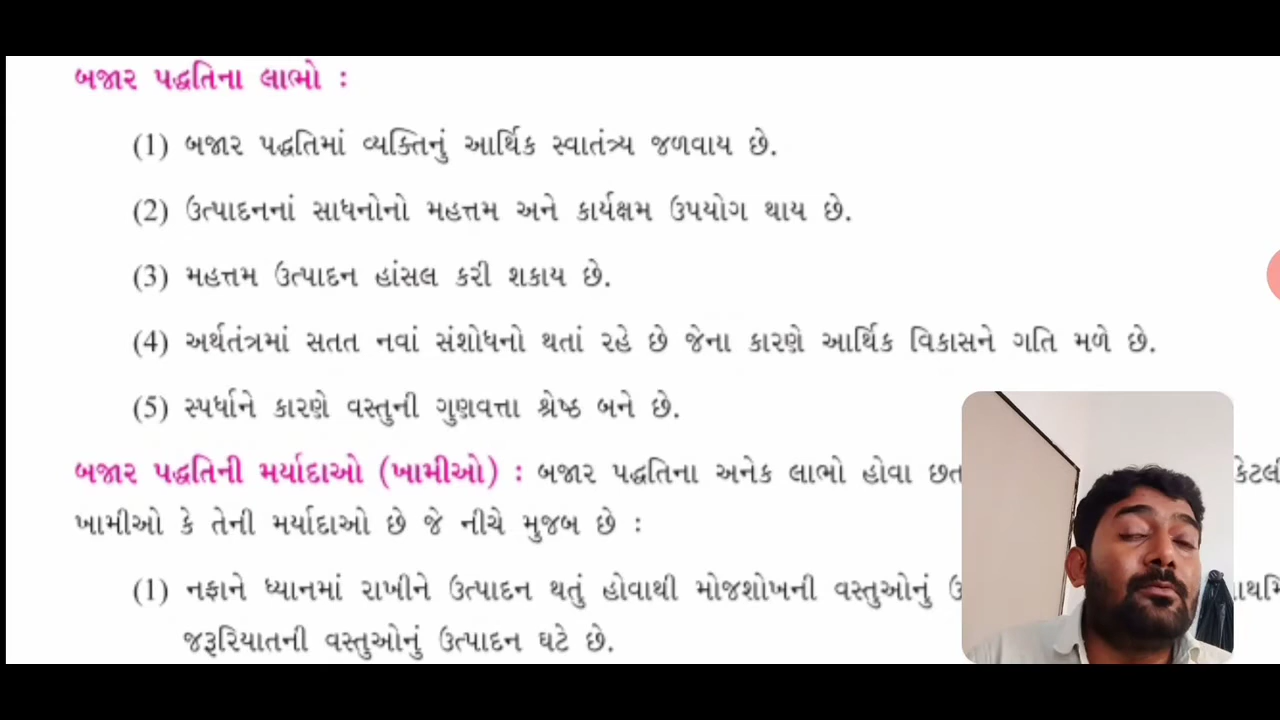 બજાર પદ્ધતિના લાભો :
(1) બજાર પદ્ધતિમાં વ્યક્તિનું આર્થિક સ્વાતંત્ર્ય જળવાય છે.
(2) ઉત્પાદનનાં સાધનોનો મહત્તમ અને કાર્યક્ષમ ઉપયોગ થાય છે.
(3) મહત્તમ ઉત્પાદન હાંસલ કરી શકાય છે.
(4) અર્થતંત્રમાં સતત નવાં સંશોધનો થતાં રહે છે જેના કારણે આર્થિક વિકાસને ગતિ મળે છે.
(5) સ્પર્ધાને કારણે વસ્તુની ગુણવત્તા શ્રેષ્ઠ બને છે.
બજાર પદ્ધતિની મર્યાદાઓ (ખામીઓ) : બજાર પદ્ધતિના અનેક લાભો હોવા
ખામીઓ કે તેની મર્યાદાઓ છે જે નીચે મુજબ છે :
(1) નફાને ધ્યાનમાં રાખીને ઉત્પાદન થતું હોવાથી મોજશોખની વસ્તુઓનું
જરૂરિયાતની વસ્તુઓનું ઉત્પાદન ઘટે છે.